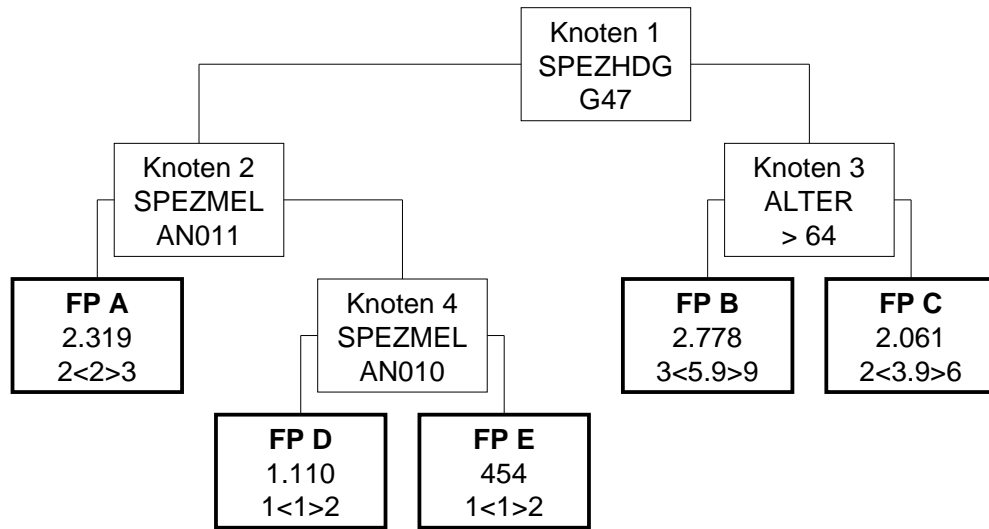 Knoten 1
SPEZHDG
G47
Knoten 2
SPEZMEL
AN011
Knoten 3
ALTER
> 64
FP A
2.319
2<2>3
Knoten 4
SPEZMEL
AN010
FP B
2.778
3<5.9>9
FP C
2.061
2<3.9>6
FP D
1.110
1<1>2
FP E
454
1<1>2